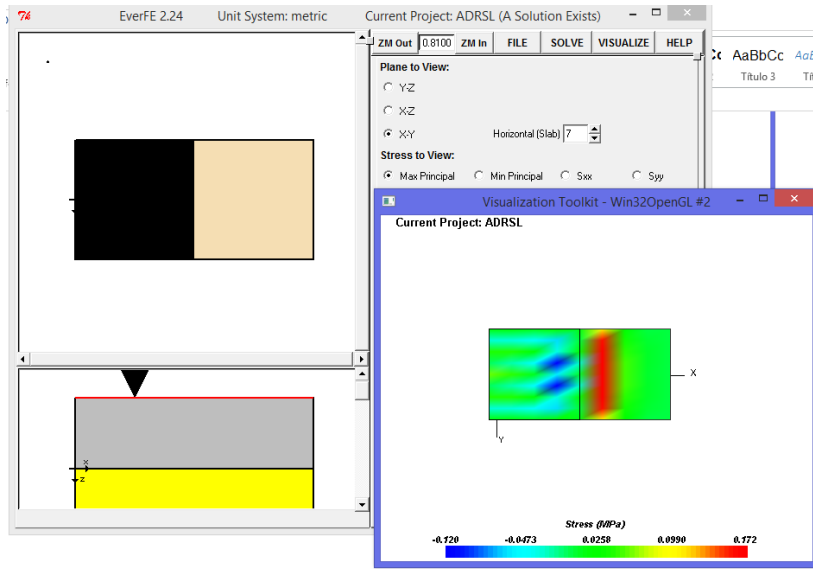 EverFE 2.24 Unit System: metric Current Project: ADRSL (A Solution Exists)
ZM Out 0.8100 ZM In FILE SOLVE VISUALIZE HELP
AaBbCc
Título 3
Plane to View:
Y-Z
X-Z
X-Y Horizontal (Slab) 7
Stress to View:
Max Principal Min Principal Sxx Syy
Visualization Toolkit - Win32OpenGL #2
Current Project: ADRSL
X
Y
x
z
Stress (MPa)
-0.120 -0.0473 0.0258 0.0990 0.172